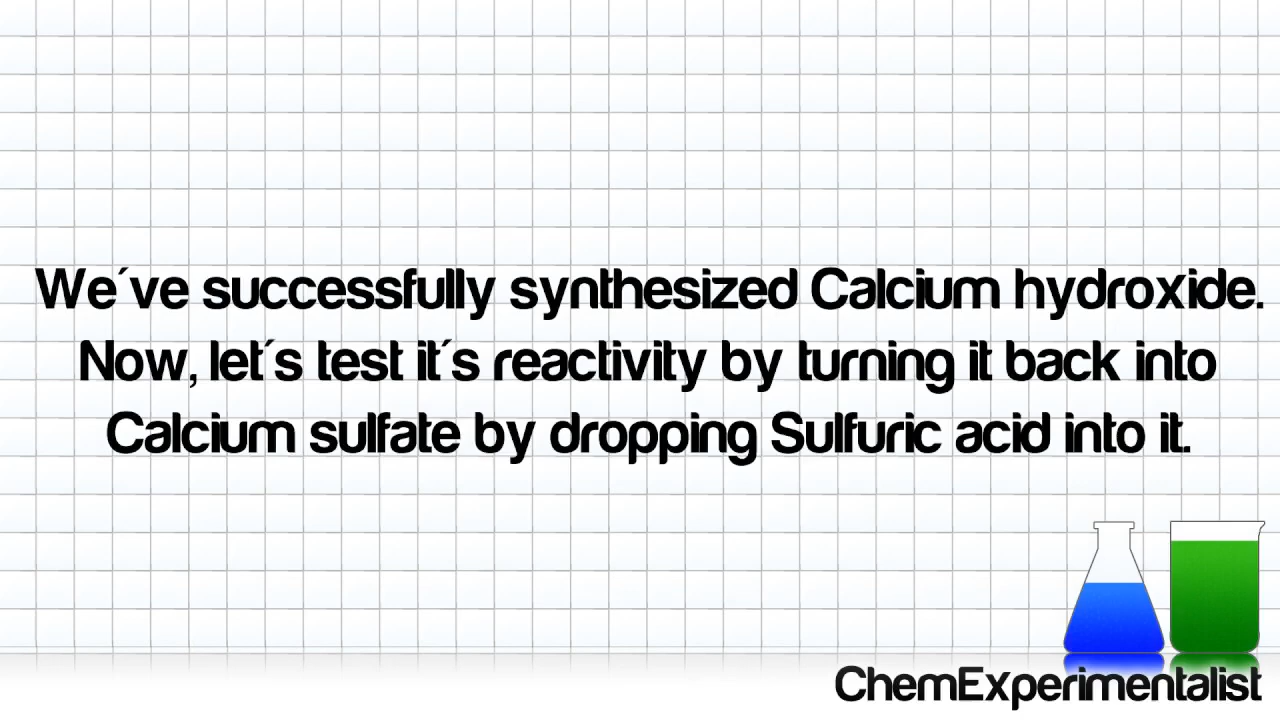 We´ve successfully synthesized Calcium hydroxide.
Now, let´s test it´s reactivity by turning it back into
Calcium sulfate by dropping Sulfuric acid into it.
ChemExperimentalist